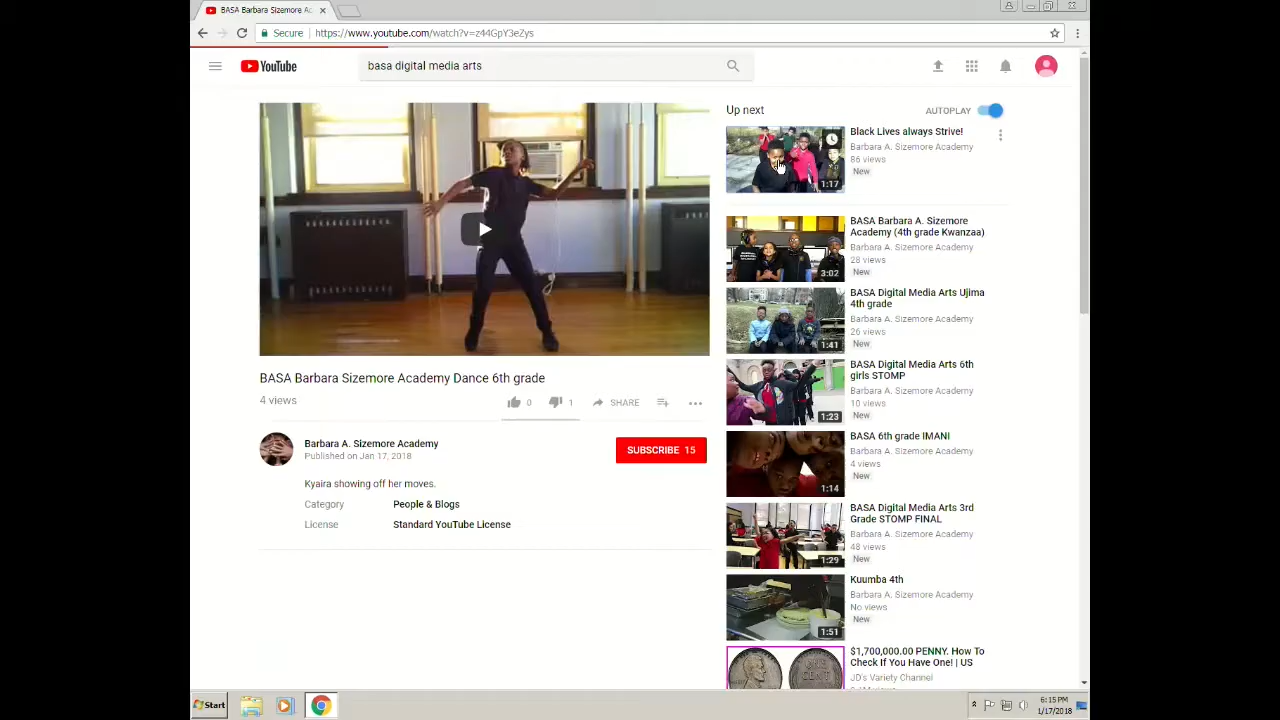 BASA Barbara Sizemore Ac
Secure
https://www.youtube.com/watch?v=z44GpY3eZys
YouTube
basa digital media arts
BASA Barbara Sizemore Academy Dance 6th grade
4 views
0
1
SHARE
Barbara A. Sizemore Academy
Published on Jan 17, 2018
SUBSCRIBE 15
Kyaira showing off her moves.
Category People & Blogs
License Standard YouTube License
Up next
AUTOPLAY
1:17
Black Lives always Strive!
Barbara A. Sizemore Academy
86 views
New
3:02
BASA Barbara A. Sizemore
Academy (4th grade Kwanzaa)
Barbara A. Sizemore Academy
28 views
New
1:41
BASA Digital Media Arts Ujima
4th grade
Barbara A. Sizemore Academy
26 views
New
1:23
BASA Digital Media Arts 6th
girls STOMP
Barbara A. Sizemore Academy
10 views
New
1:14
BASA 6th grade IMANI
Barbara A. Sizemore Academy
4 views
New
1:29
BASA Digital Media Arts 3rd
Grade STOMP FINAL
Barbara A. Sizemore Academy
48 views
New
1:51
Kuumba 4th
Barbara A. Sizemore Academy
No views
New
$1,700,000.00 PENNY. How To
Check If You Have One! | US
JD's Variety Channel
Start
6:15 PM
1/17/2018